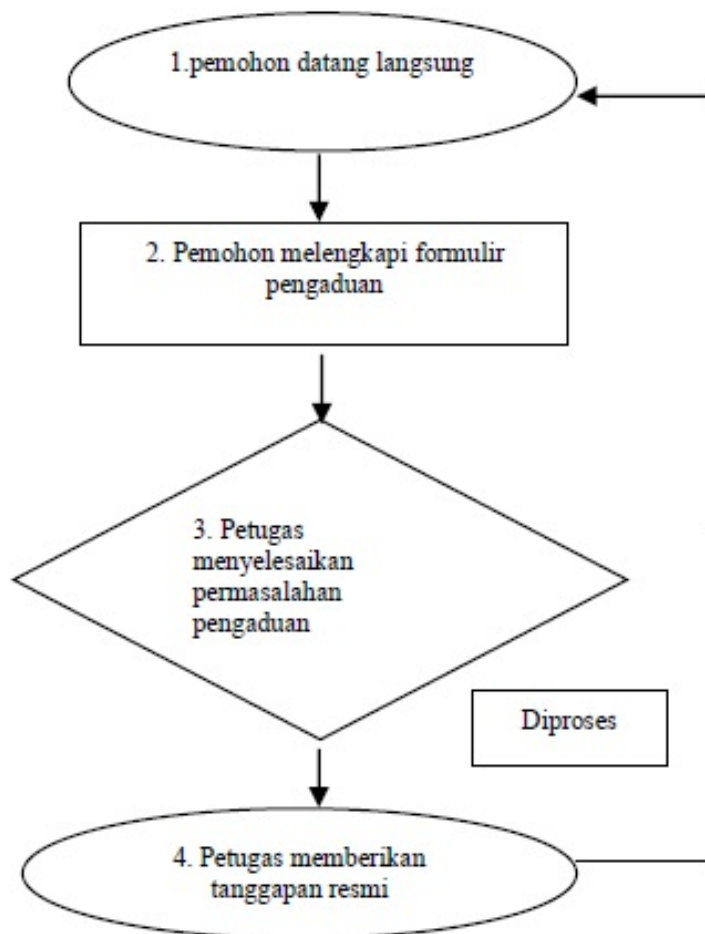 1.pemohon datang langsung
2. Pemohon melengkapi formulir
pengaduan
3. Petugas
menyelesaikan
permasalahan
pengaduan
Diproses
4. Petugas memberikan
tanggapan resmi